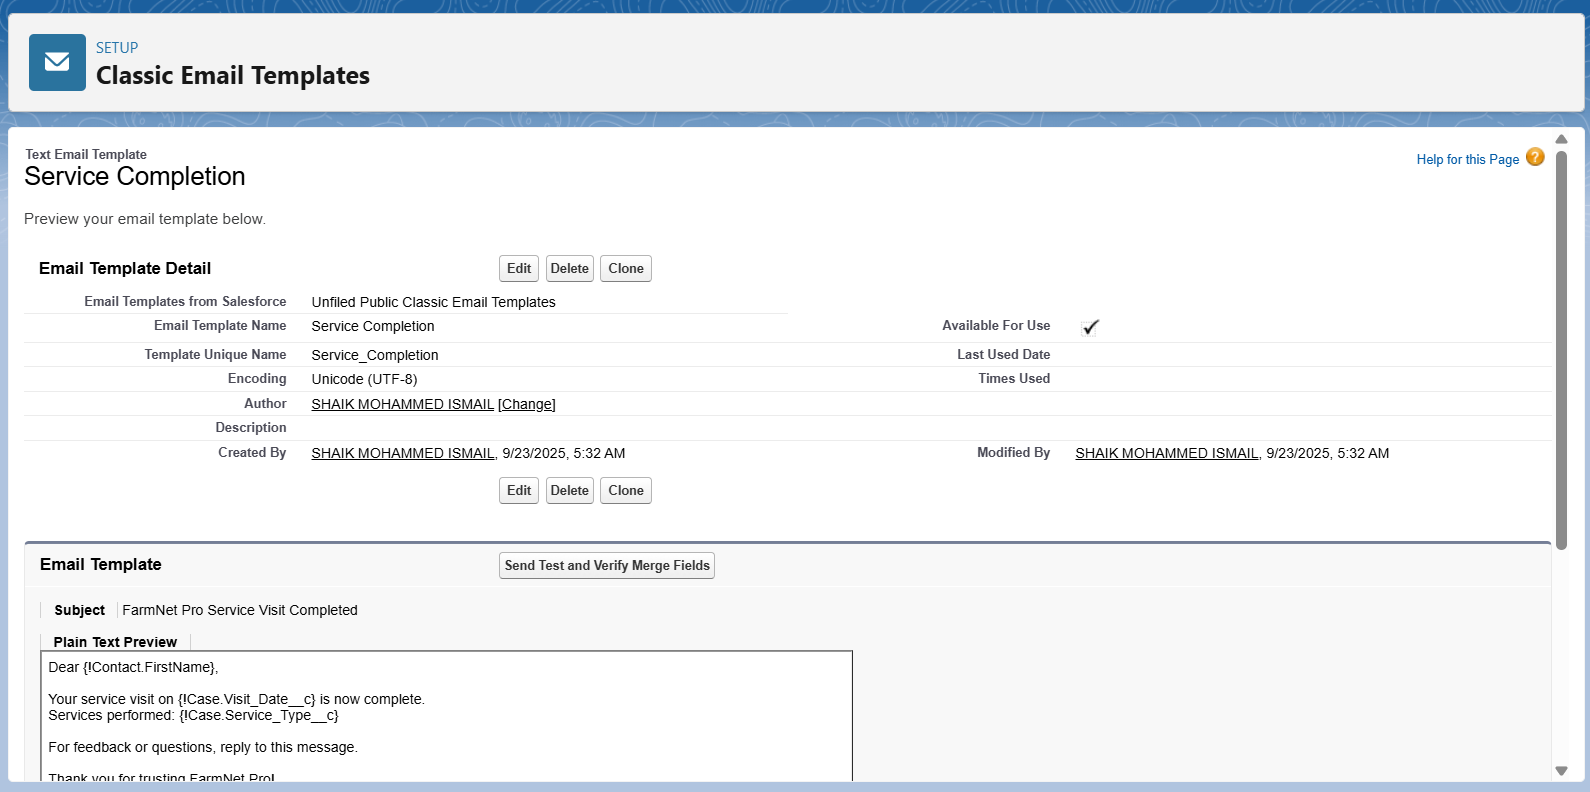 SETUP
Classic Email Templates
Text Email Template
Service Completion
Help for this Page ?
Preview your email template below.
Email Template Detail
Edit Delete Clone
Email Templates from Salesforce Unfiled Public Classic Email Templates
Email Template Name Service Completion Available For Use
Template Unique Name Service_Completion Last Used Date
Encoding Unicode (UTF-8) Times Used
Author SHAIK MOHAMMED ISMAIL [Change]
Description
Created By SHAIK MOHAMMED ISMAIL, 9/23/2025, 5:32 AM Modified By SHAIK MOHAMMED ISMAIL, 9/23/2025, 5:32 AM
Edit Delete Clone
Email Template Send Test and Verify Merge Fields
Subject FarmNet Pro Service Visit Completed
Plain Text Preview
Dear {!Contact.FirstName},
Your service visit on {!Case.Visit_Date__c} is now complete.
Services performed: {!Case.Service_Type__c}
For feedback or questions, reply to this message.
Thank you for trusting FarmNet Pro!